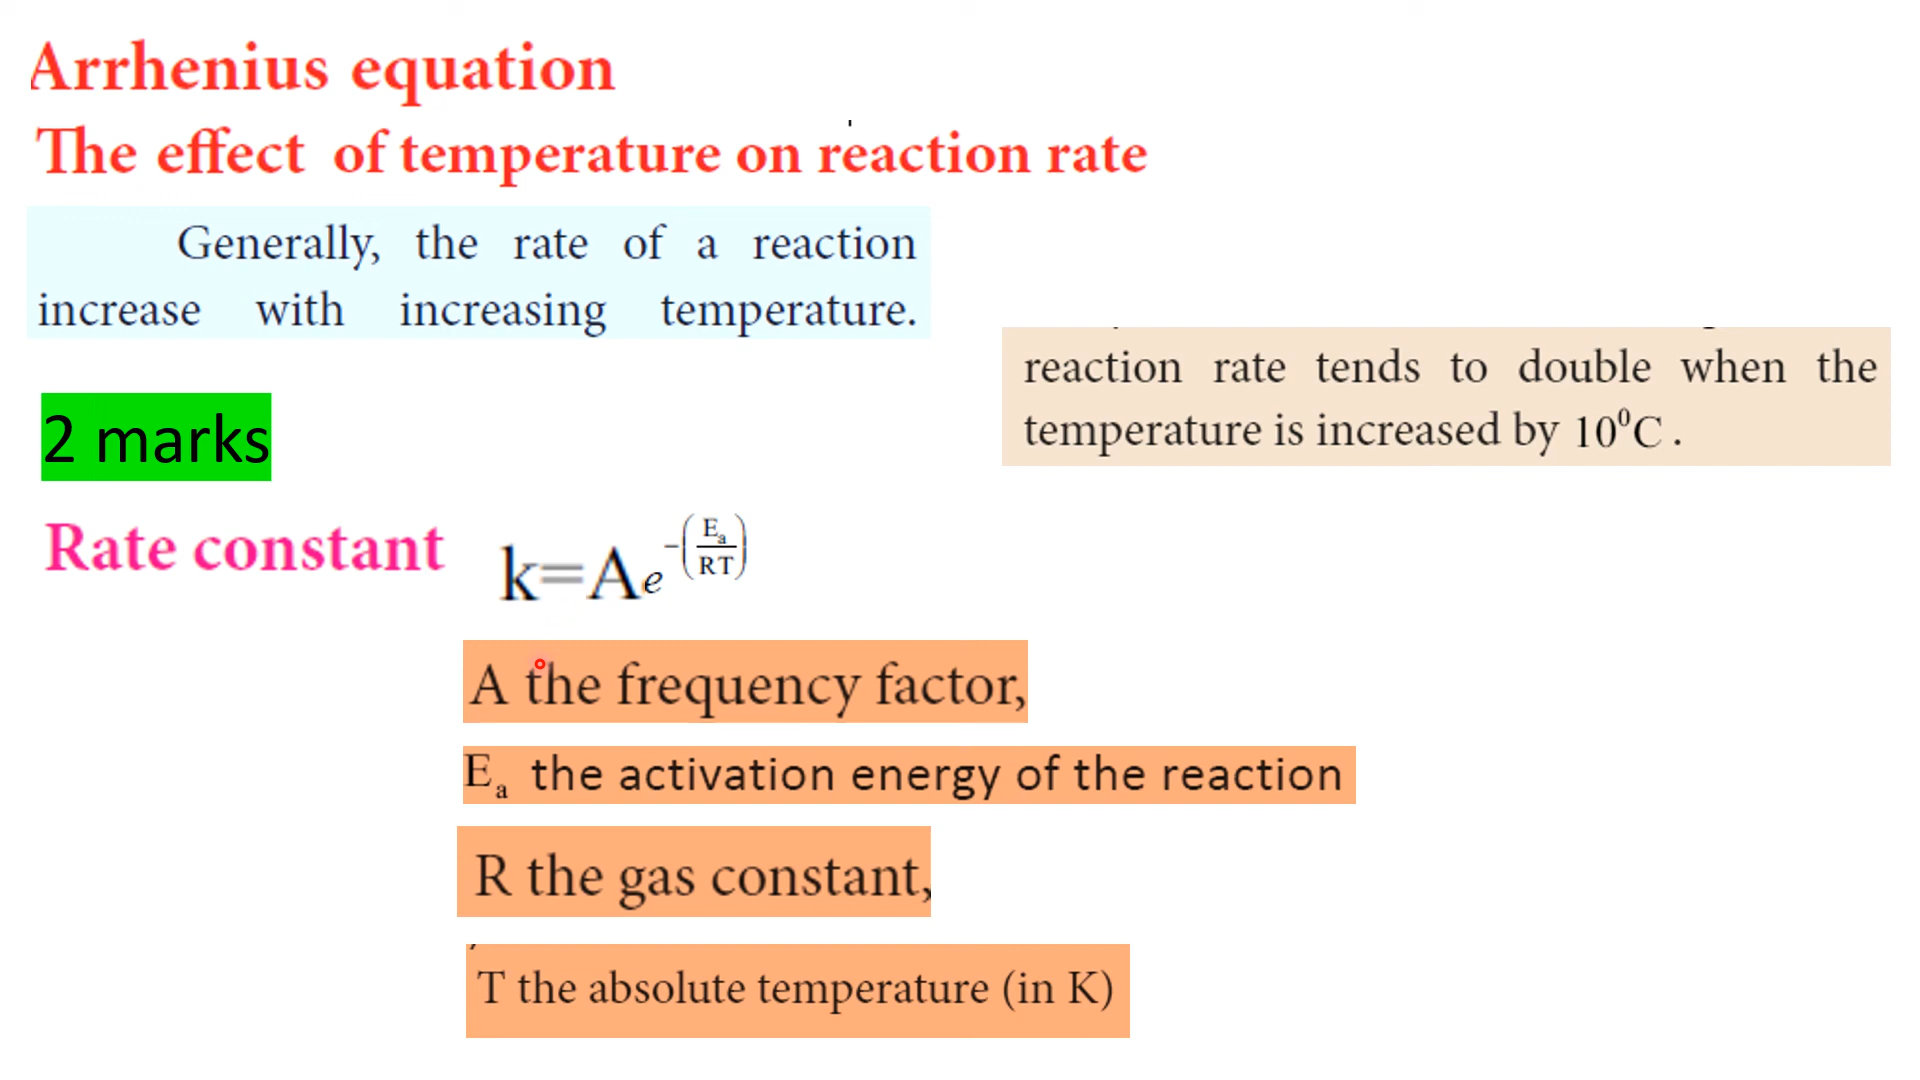 Arrhenius equation
The effect of temperature on reaction rate
Generally, the rate of a reaction
increase with increasing temperature.
reaction rate tends to double when the
temperature is increased by 10⁰C .
2 marks
Rate constant k=Ae^-(Ea/RT)
A the frequency factor,
Ea the activation energy of the reaction
R the gas constant,
T the absolute temperature (in K)